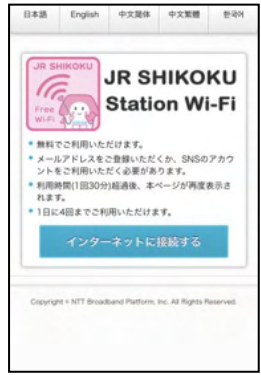 日本語 English 中文簡体 中文繁體 한국어
JR SHIKOKU
Free
Wi-Fi
JR SHIKOKU
Station Wi-Fi
• 無料でご利用いただけます。
• メールアドレスをご登録いただくか、SNSのアカウ
ントをご利用いただく必要があります。
• 利用時間(1回30分)超過後、本ページが再度表示さ
れます。
• 1日に4回までご利用いただけます。
インターネットに接続する
Copyright © NTT Broadband Platform, Inc. All Rights Reserved.